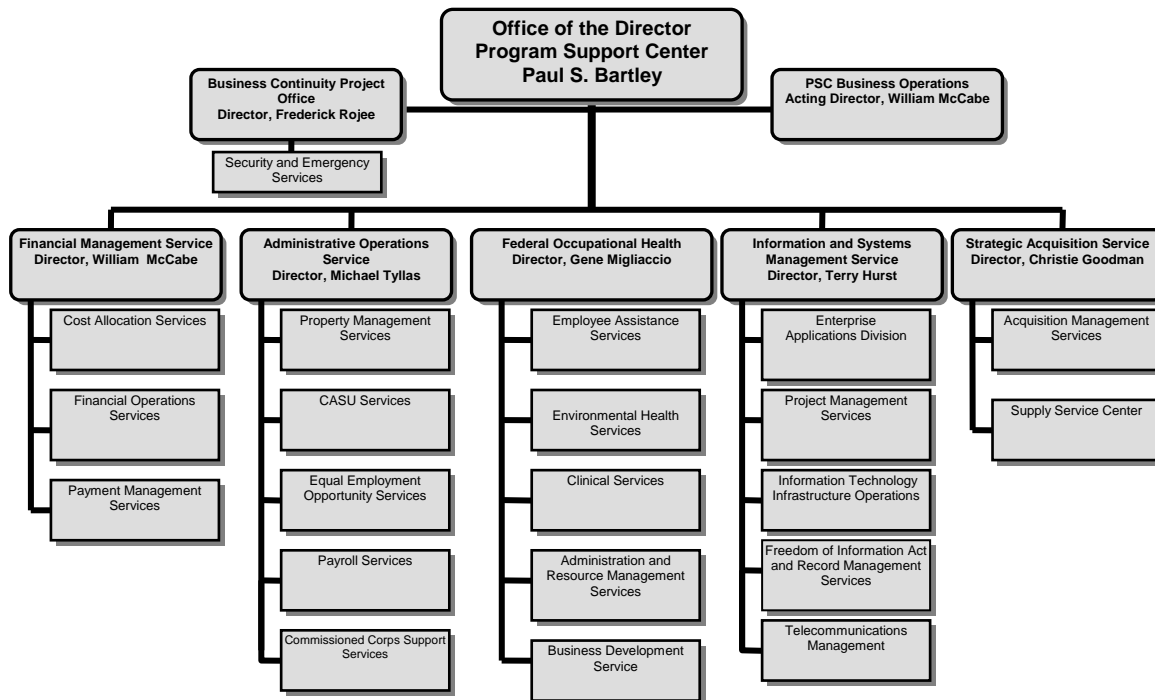 Office of the Director
Program Support Center
Paul S. Bartley
Business Continuity Project
Office
Director, Frederick Rojee
PSC Business Operations
Acting Director, William McCabe
Security and Emergency
Services
Financial Management Service
Director, William McCabe
Cost Allocation Services
Financial Operations
Services
Payment Management
Services
Administrative Operations
Service
Director, Michael Tyllas
Property Management
Services
CASU Services
Equal Employment
Opportunity Services
Payroll Services
Commissioned Corps Support
Services
Federal Occupational Health
Director, Gene Migliaccio
Employee Assistance
Services
Environmental Health
Services
Clinical Services
Administration and
Resource Management
Services
Business Development
Service
Information and Systems
Management Service
Director, Terry Hurst
Enterprise
Applications Division
Project Management
Services
Information Technology
Infrastructure Operations
Freedom of Information Act
and Record Management
Services
Telecommunications
Management
Strategic Acquisition Service
Director, Christie Goodman
Acquisition Management
Services
Supply Service Center